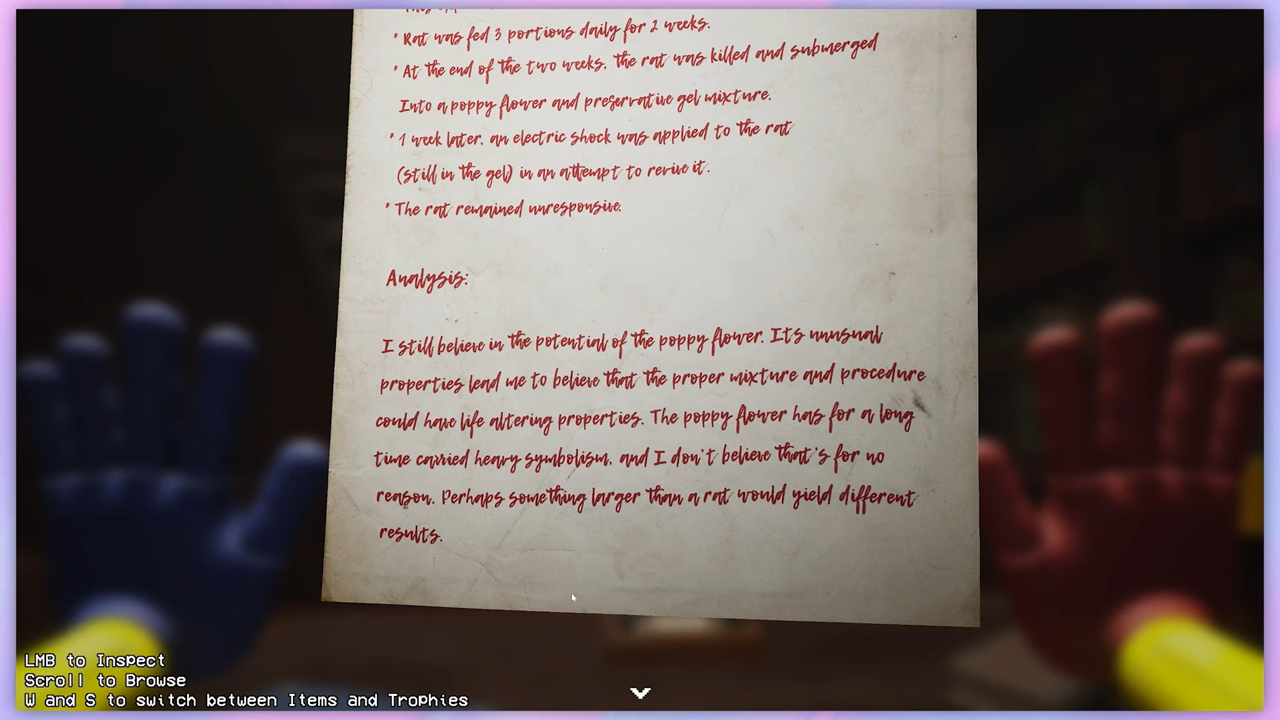 * Rat was fed 3 portions daily for 2 weeks.
* At the end of the two weeks, the rat was killed and submerged
Into a poppy flower and preservative gel mixture.
* 1 week later, an electric shock was applied to the rat
(still in the gel) in an attempt to revive it.
* The rat remained unresponsive.
Analysis:
I still believe in the potential of the poppy flower. Its unusual
properties lead me to believe that the proper mixture and procedure
could have life altering properties. The poppy flower has for a long
time carried heavy symbolism, and I don't believe that's for no
reason. Perhaps something larger than a rat would yield different
results.
LMB to Inspect
Scroll to Browse
W and S to switch between Items and Trophies